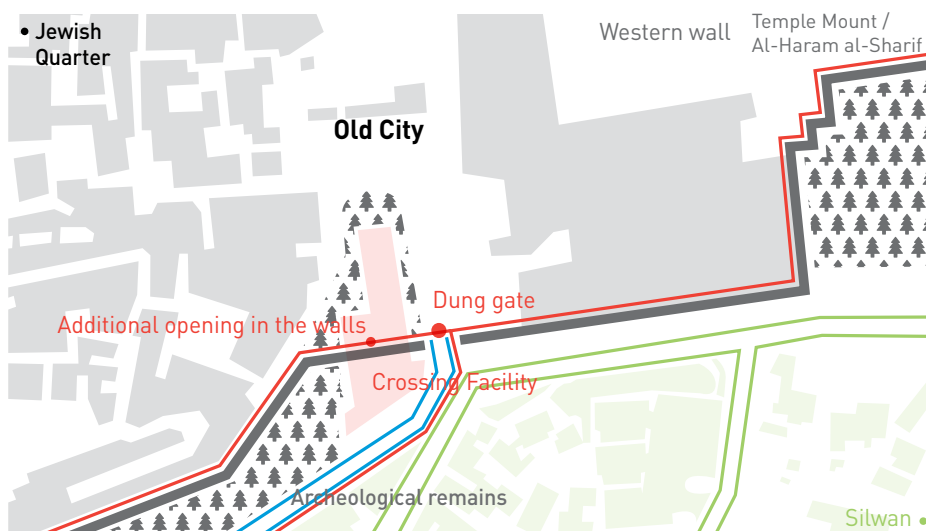 Jewish
Quarter
Western wall
Temple Mount /
Al-Haram al-Sharif
Old City
Dung gate
Additional opening in the walls
Crossing Facility
Archeological remains
Silwan